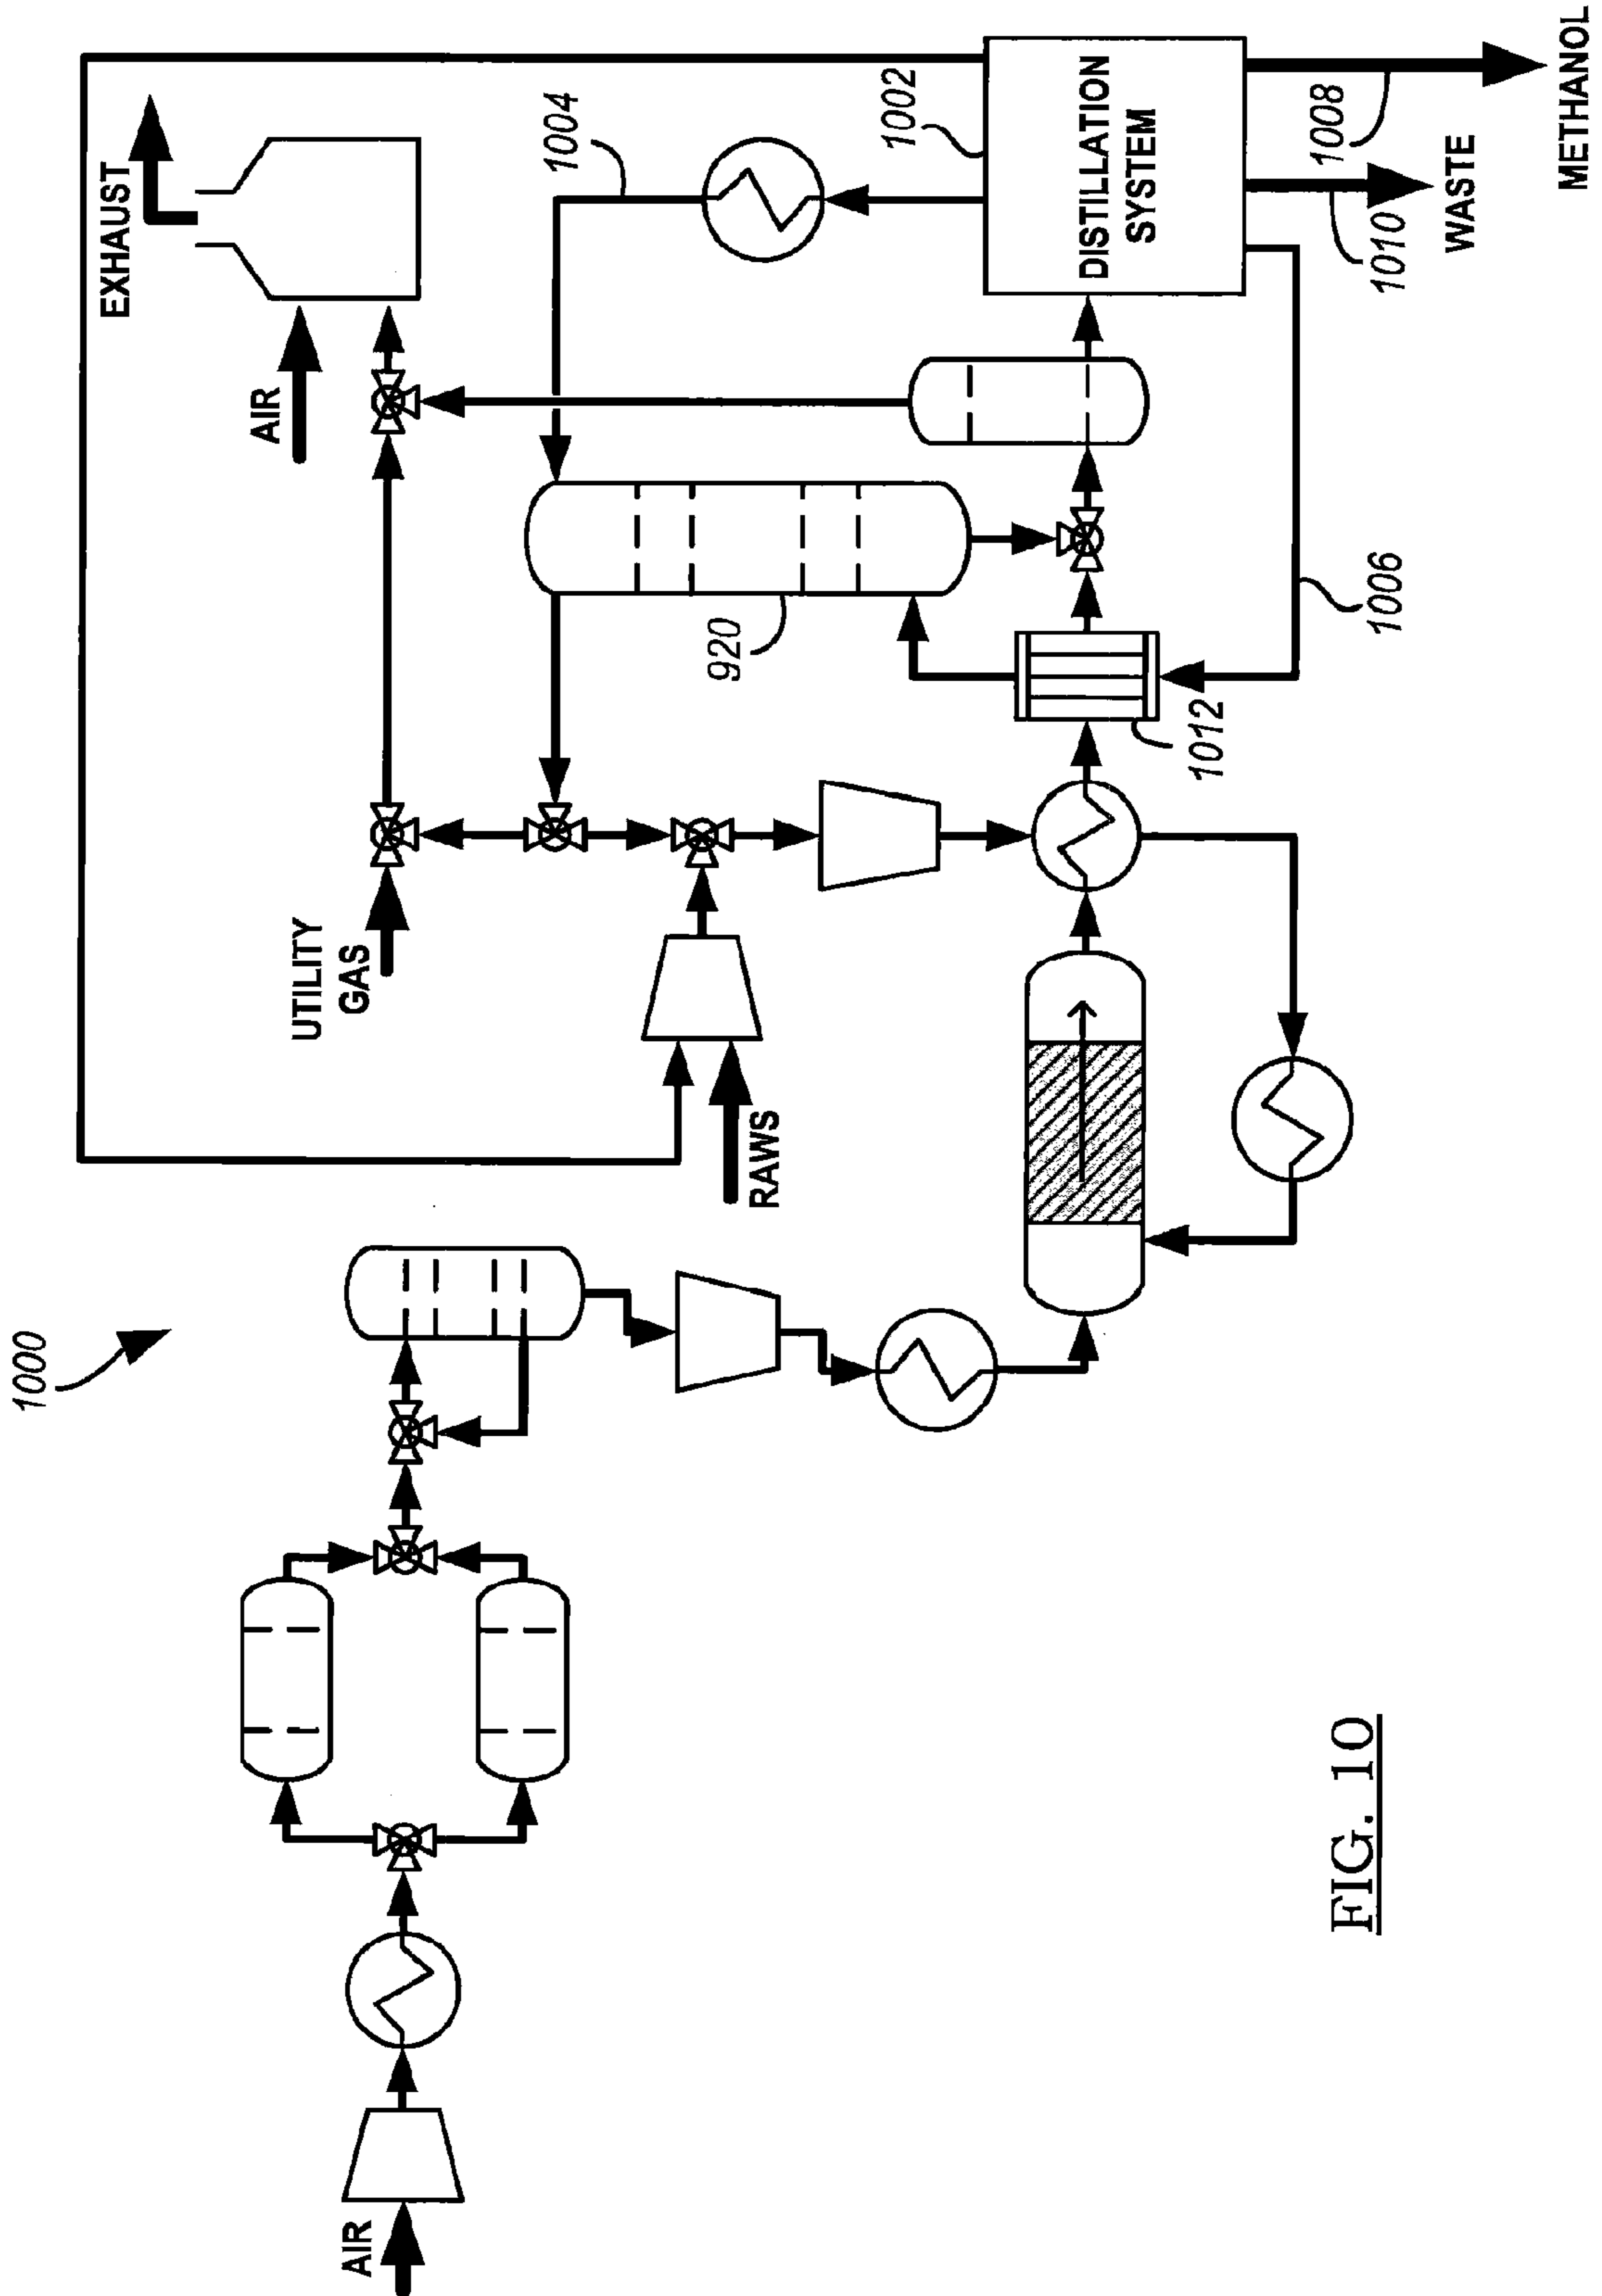 1000
EXHAUST
AIR
1004
1002
DISTILLATION
SYSTEM
1008
METHANOL
WASTE
1010
1006
920
1012
UTILITY
GAS
RAWS
AIR
FIG. 10